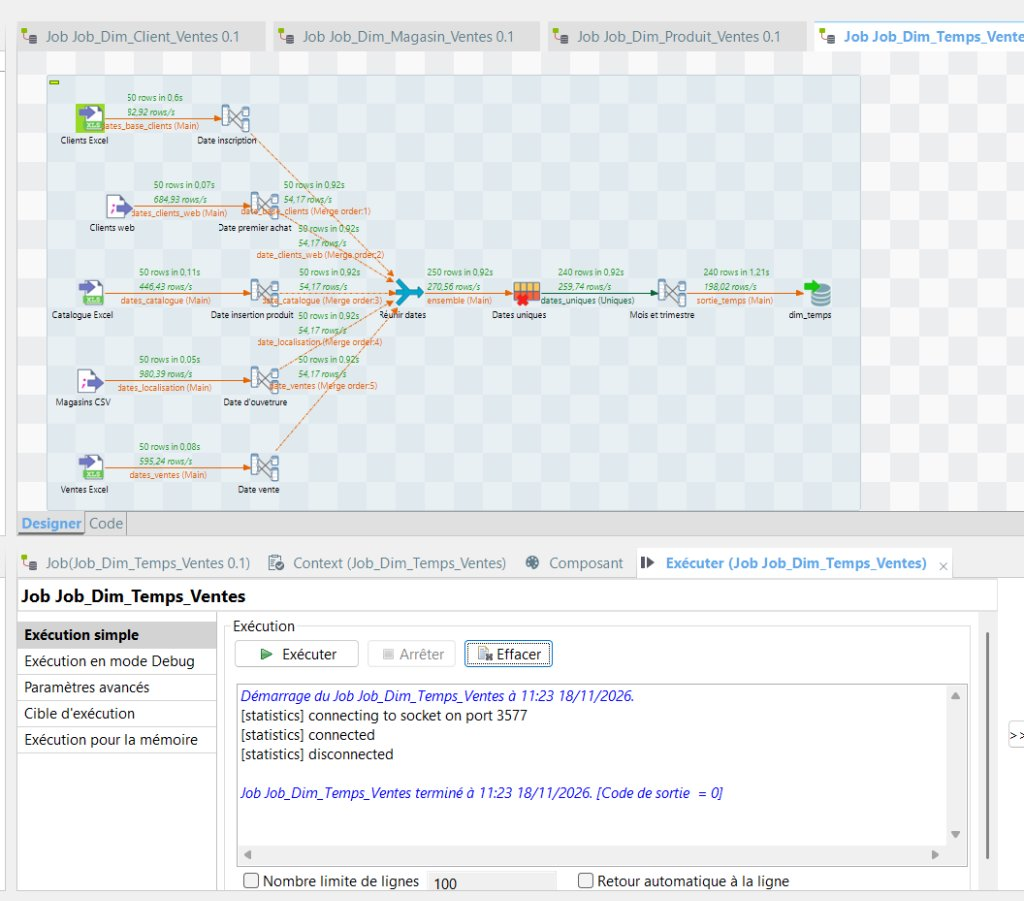 Job Job_Dim_Client_Ventes 0.1
Job Job_Dim_Magasin_Ventes 0.1
Job Job_Dim_Produit_Ventes 0.1
Job Job_Dim_Temps_Vente
50 rows in 0,6s
82,92 rows/s
dates_base_clients (Main)
Clients Excel
Date inscription
50 rows in 0,07s
684,93 rows/s
dates_clients_web (Main)
Clients web
Date premier achat
50 rows in 0,92s
54,17 rows/s
date_base_clients (Merge order:1)
50 rows in 0,92s
54,17 rows/s
date_clients_web (Merge order:2)
50 rows in 0,11s
446,43 rows/s
dates_catalogue (Main)
Catalogue Excel
Date insertion produit
50 rows in 0,92s
54,17 rows/s
date_catalogue (Merge order:3)
Réunir dates
250 rows in 0,92s
270,56 rows/s
ensemble (Main)
Dates uniques
240 rows in 0,92s
259,74 rows/s
dates_uniques (Uniques)
Mois et trimestre
240 rows in 1,21s
198,02 rows/s
sortie_temps (Main)
dim_temps
50 rows in 0,92s
54,17 rows/s
date_localisation (Merge order:4)
50 rows in 0,05s
980,39 rows/s
dates_localisation (Main)
Magasins CSV
Date d'ouvetrure
50 rows in 0,92s
54,17 rows/s
date_ventes (Merge order:5)
50 rows in 0,08s
595,24 rows/s
dates_ventes (Main)
Ventes Excel
Date vente
Designer
Code
Job(Job_Dim_Temps_Ventes 0.1)
Context (Job_Dim_Temps_Ventes)
Composant
Exécuter (Job Job_Dim_Temps_Ventes)
Job Job_Dim_Temps_Ventes
Exécution simple
Exécution en mode Debug
Paramètres avancés
Cible d'exécution
Exécution pour la mémoire
Exécution
Exécuter
Arrêter
Effacer
Démarrage du Job Job_Dim_Temps_Ventes à 11:23 18/11/2026.
[statistics] connecting to socket on port 3577
[statistics] connected
[statistics] disconnected
Job Job_Dim_Temps_Ventes terminé à 11:23 18/11/2026. [Code de sortie  = 0]
>>
Nombre limite de lignes
100
Retour automatique à la ligne